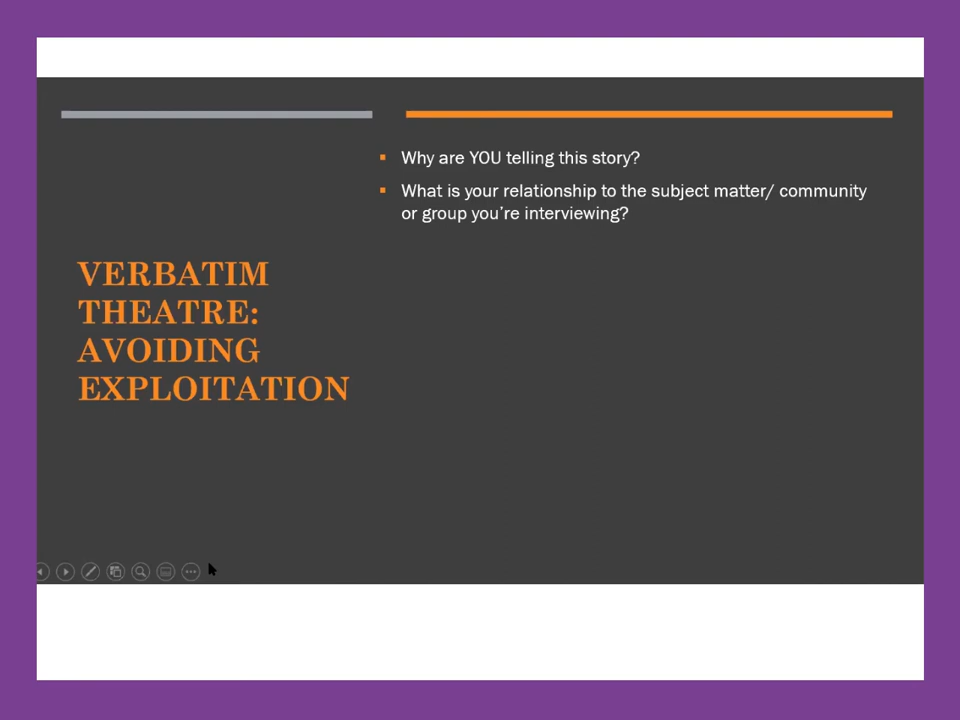 VERBATIM
THEATRE:
AVOIDING
EXPLOITATION
Why are YOU telling this story?
What is your relationship to the subject matter/ community
or group you're interviewing?